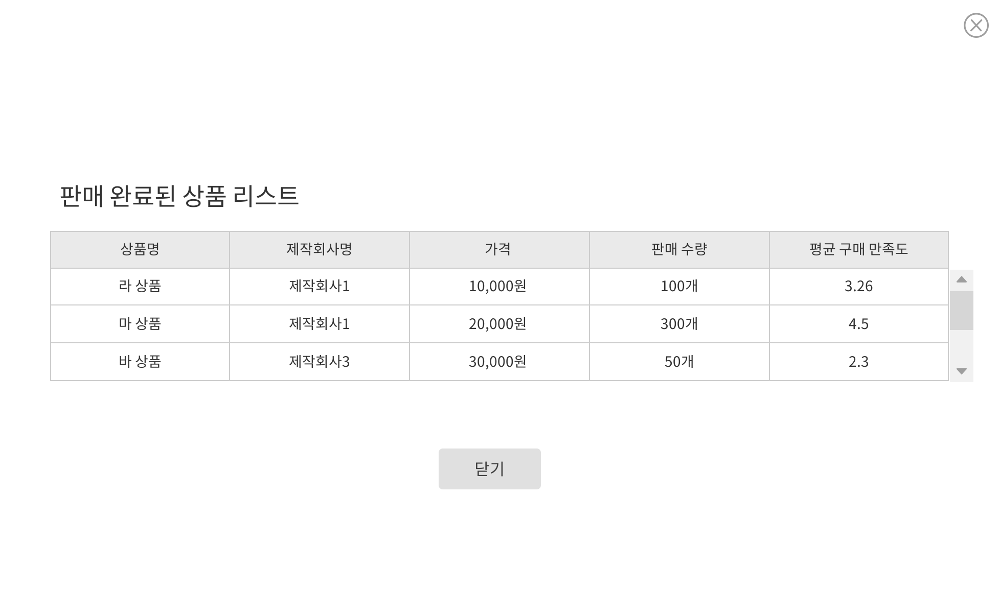 판매 완료된 상품 리스트
상품명 제작회사명 가격 판매 수량 평균 구매 만족도
라 상품 제작회사1 10,000원 100개 3.26
마 상품 제작회사1 20,000원 300개 4.5
바 상품 제작회사3 30,000원 50개 2.3
닫기